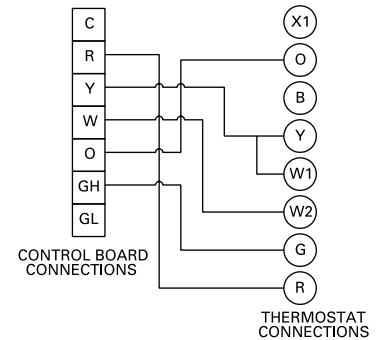 C
R
Y
W
O
GH
GL
CONTROL BOARD
CONNECTIONS
X1
O
B
Y
W1
W2
G
R
THERMOSTAT
CONNECTIONS